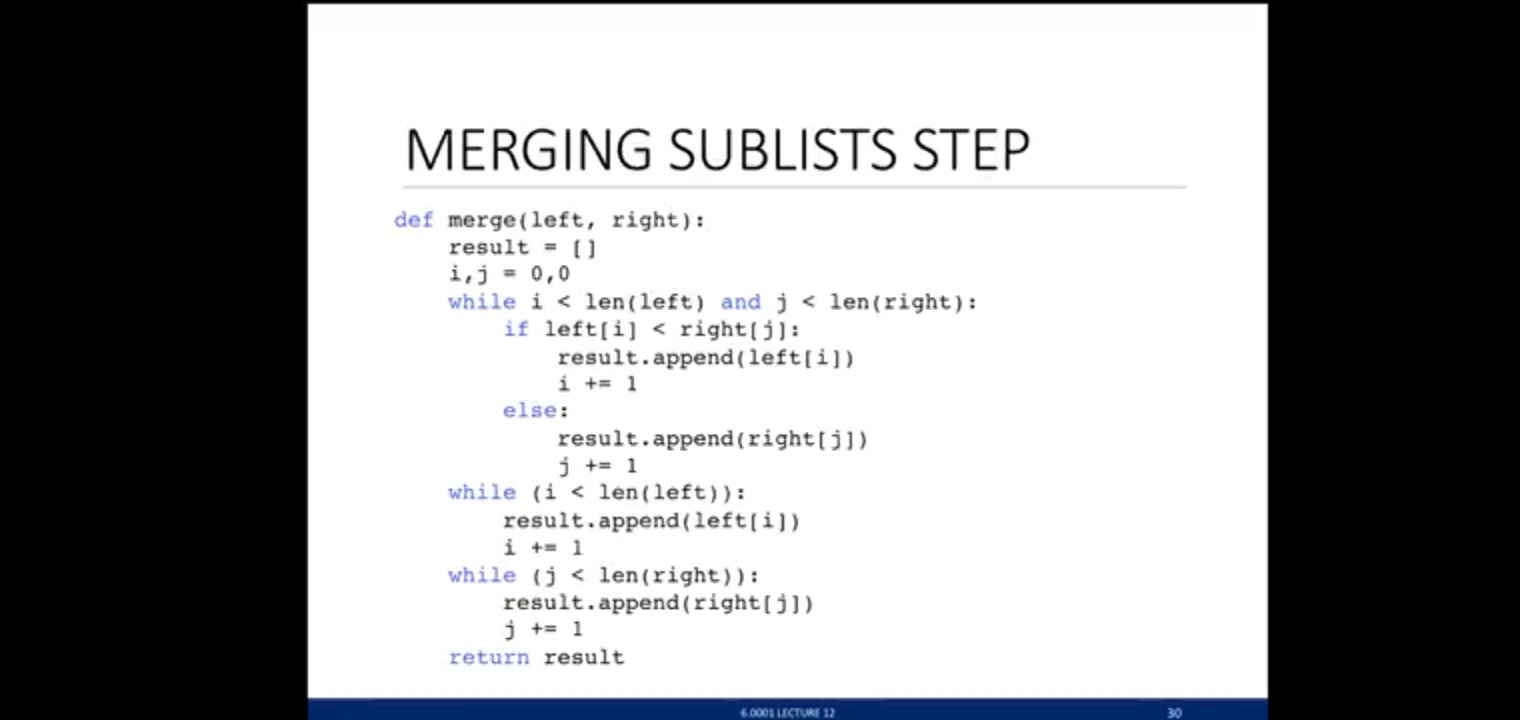 MERGING SUBLISTS STEP
def merge(left, right):
    result = []
    i,j = 0,0
    while i < len(left) and j < len(right):
        if left[i] < right[j]:
            result.append(left[i])
            i += 1
        else:
            result.append(right[j])
            j += 1
    while (i < len(left)):
        result.append(left[i])
        i += 1
    while (j < len(right)):
        result.append(right[j])
        j += 1
    return result
6.0001 LECTURE 12
30